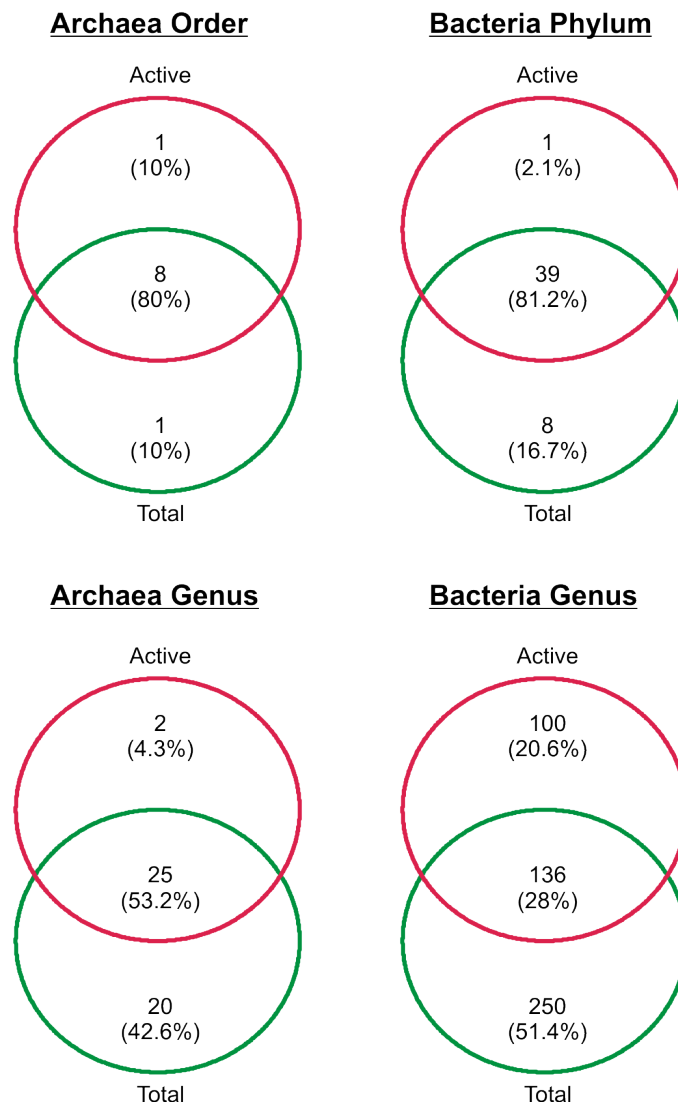 Archaea Order
Active
1
(10%)
8
(80%)
1
(10%)
Total
Bacteria Phylum
Active
1
(2.1%)
39
(81.2%)
8
(16.7%)
Total
Archaea Genus
Active
2
(4.3%)
25
(53.2%)
20
(42.6%)
Total
Bacteria Genus
Active
100
(20.6%)
136
(28%)
250
(51.4%)
Total